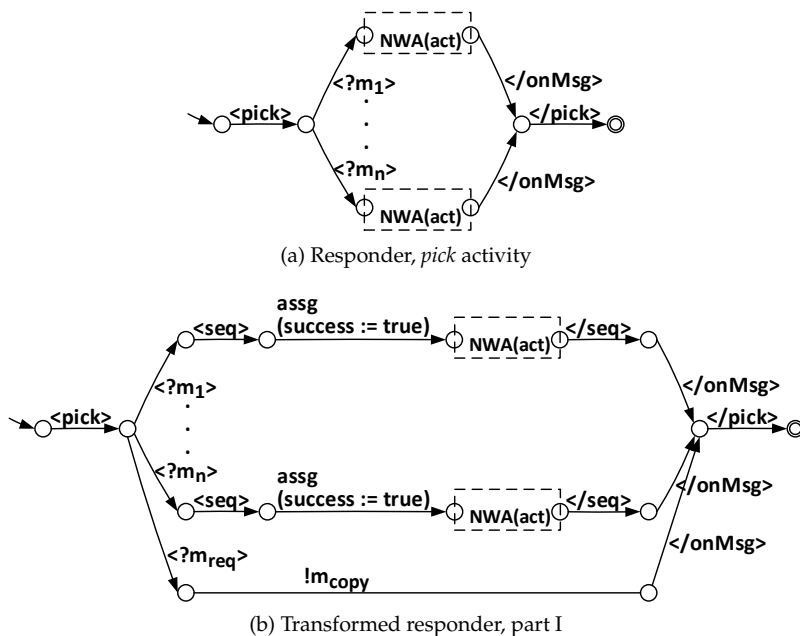 NWA(act)
<?m1>
</onMsg>
<pick>
</pick>
<?mn>
</onMsg>
NWA(act)
(a) Responder, pick activity
assg
<seq>
(success := true)
NWA(act)
</seq>
<?m1>
</onMsg>
<pick>
</pick>
<?mn>
assg
<seq>
(success := true)
NWA(act)
</seq>
</onMsg>
<?mreq>
!mcopy
</onMsg>
(b) Transformed responder, part I